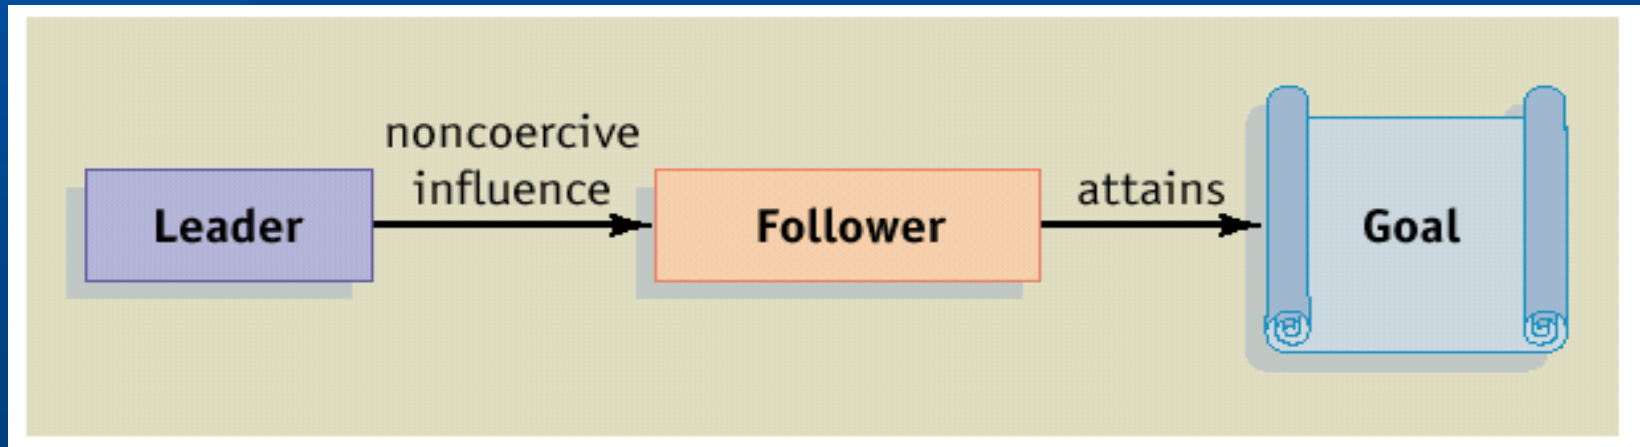 noncoercive
influence
Leader
Follower
attains
Goal